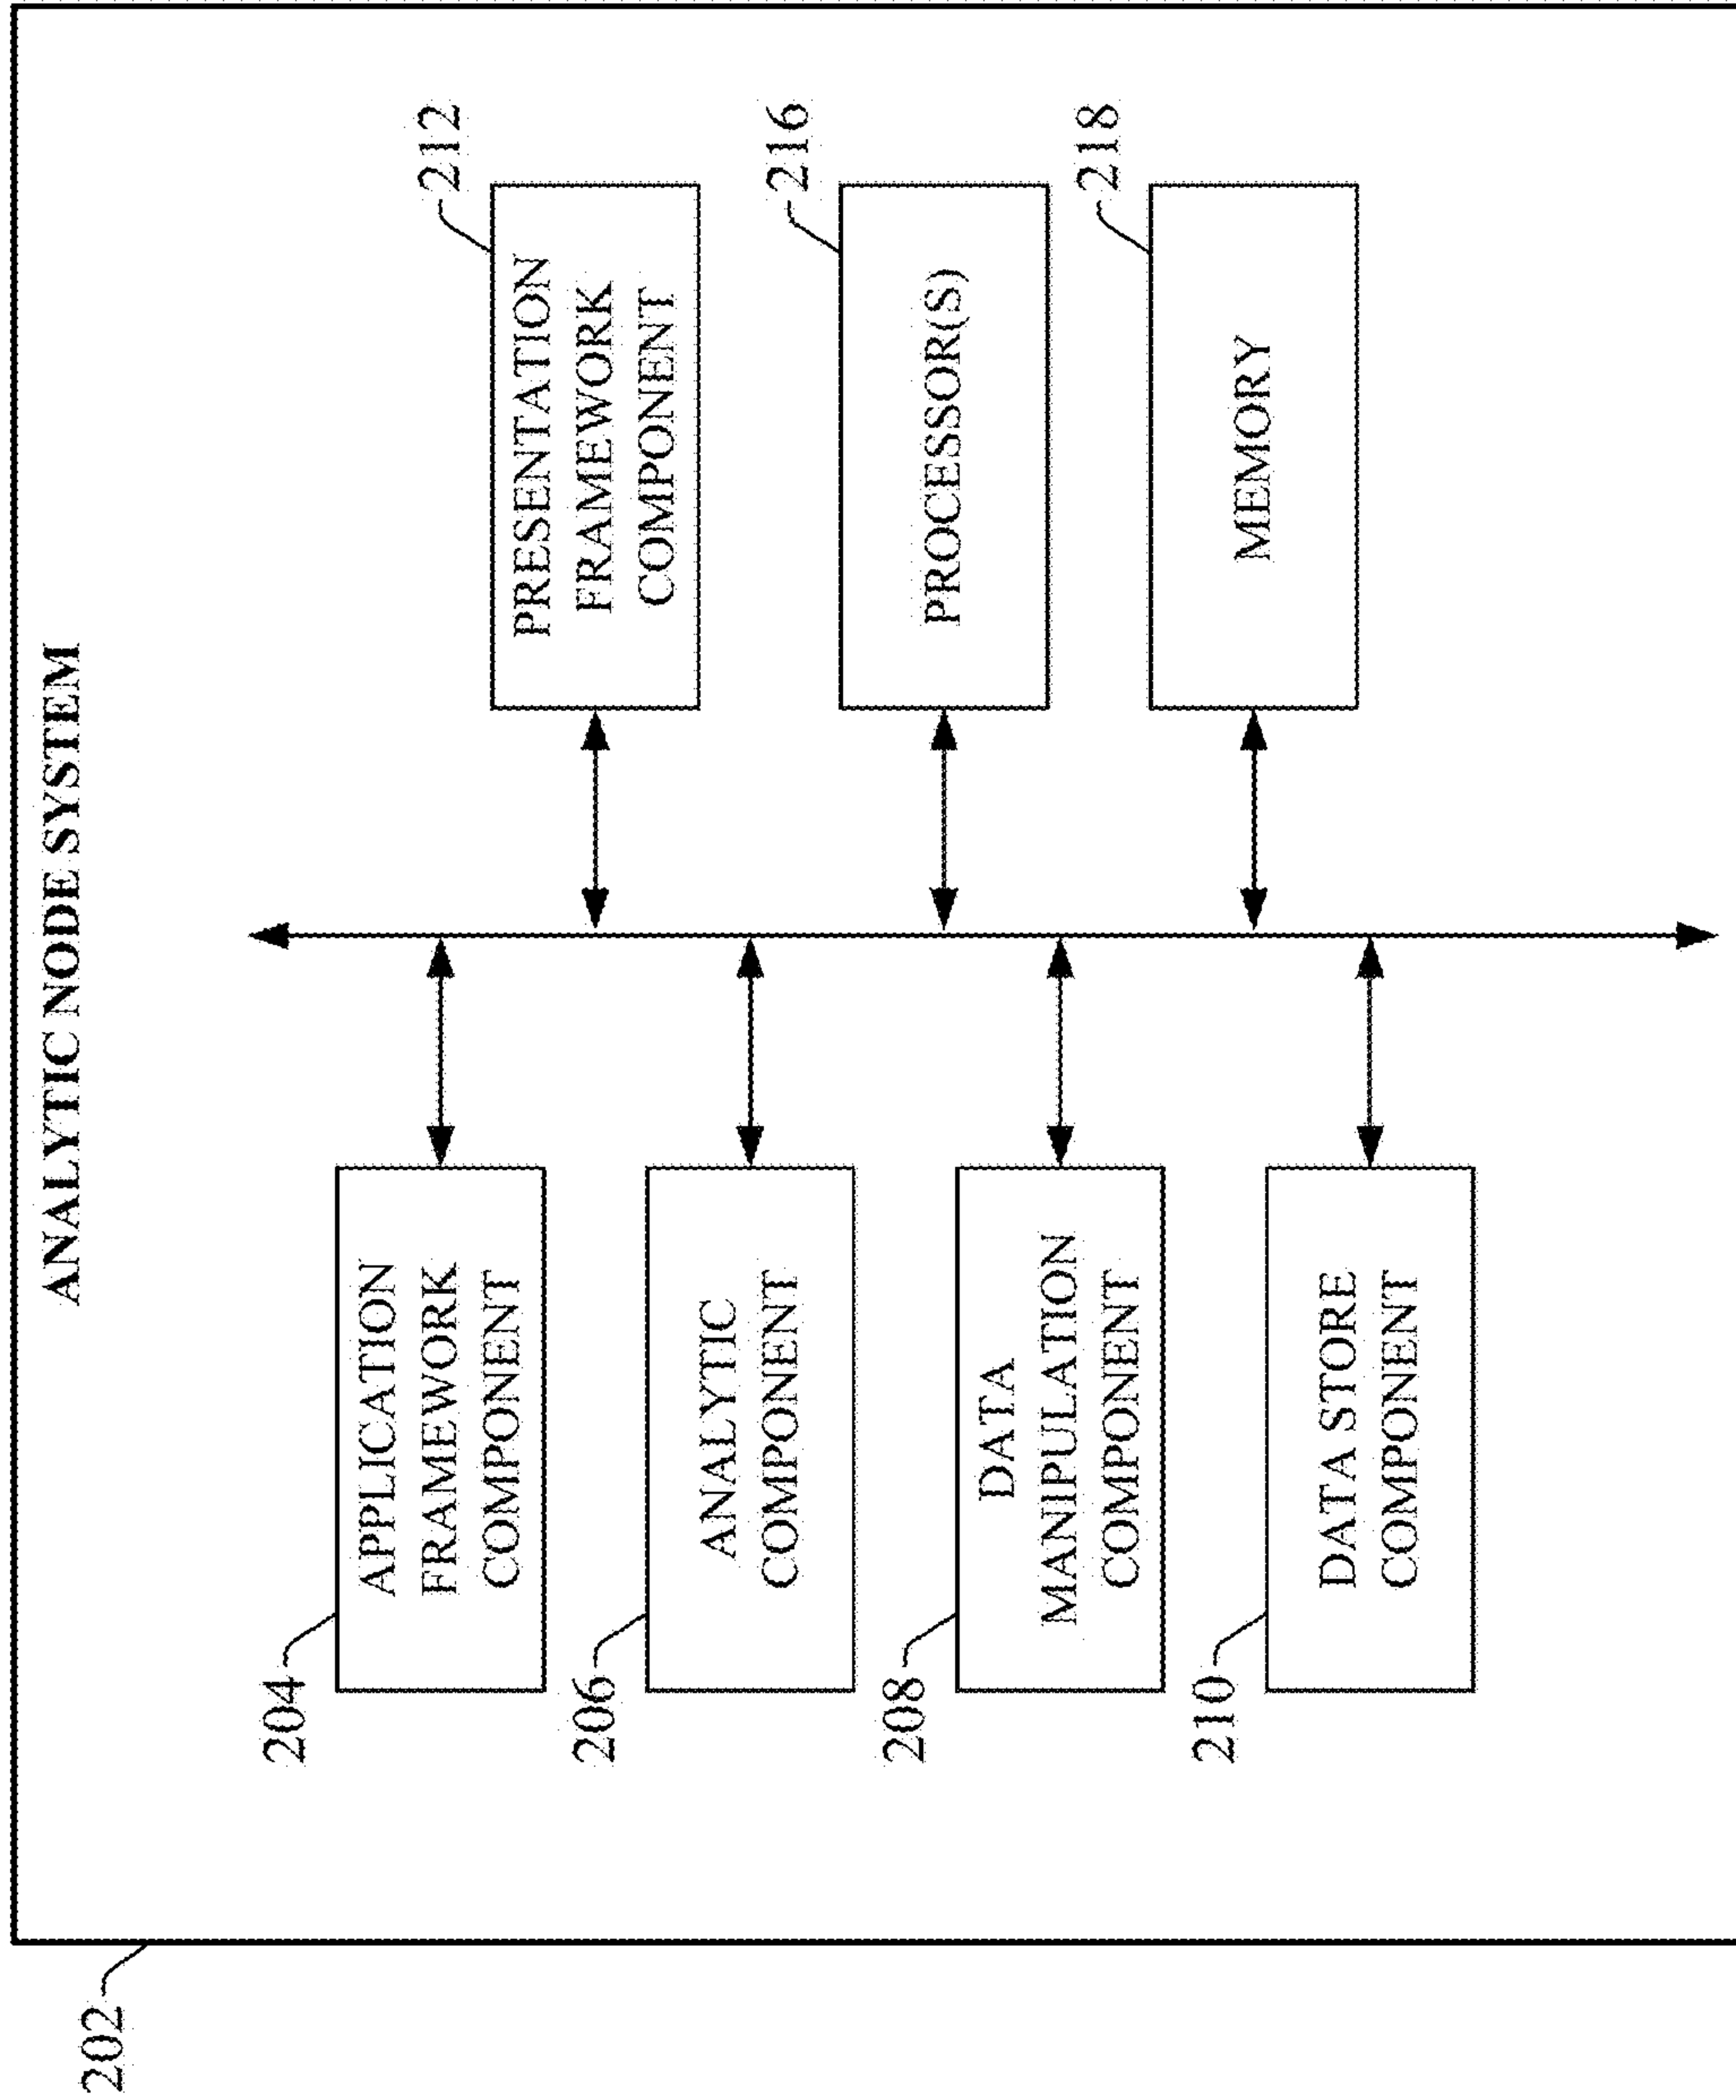 ANALYTIC NODE SYSTEM
202
204
APPLICATION
FRAMEWORK
COMPONENT
206
ANALYTIC
COMPONENT
208
DATA
MANIPULATION
COMPONENT
210
DATA STORE
COMPONENT
212
PRESENTATION
FRAMEWORK
COMPONENT
216
PROCESSOR(S)
218
MEMORY